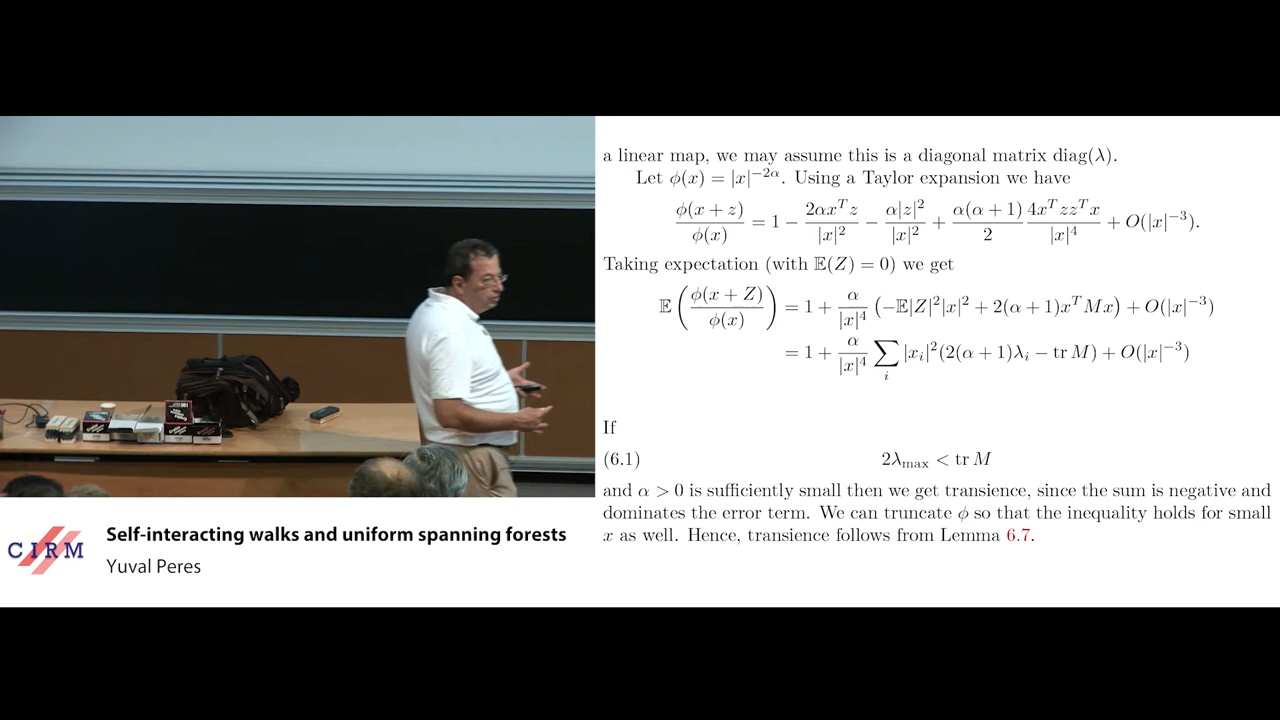 a linear map, we may assume this is a diagonal matrix diag(λ).
Let ϕ(x) = |x|^{−2α}. Using a Taylor expansion we have
ϕ(x + z)/ϕ(x) = 1 − 2αx^T z/|x|^2 − α|z|^2/|x|^2 + α(α + 1)/2 4x^T zz^T x/|x|^4 + O(|x|^{−3}).
Taking expectation (with 𝔼(Z) = 0) we get
𝔼(ϕ(x + Z)/ϕ(x)) = 1 + α/|x|^4 (−𝔼|Z|^2|x|^2 + 2(α + 1)x^T Mx) + O(|x|^{−3})
= 1 + α/|x|^4 ∑_i |x_i|^2(2(α + 1)λ_i − tr M) + O(|x|^{−3})
If
(6.1) 2λ_max < tr M
and α > 0 is sufficiently small then we get transience, since the sum is negative and
dominates the error term. We can truncate ϕ so that the inequality holds for small
x as well. Hence, transience follows from Lemma 6.7.
CIRM
Self-interacting walks and uniform spanning forests
Yuval Peres